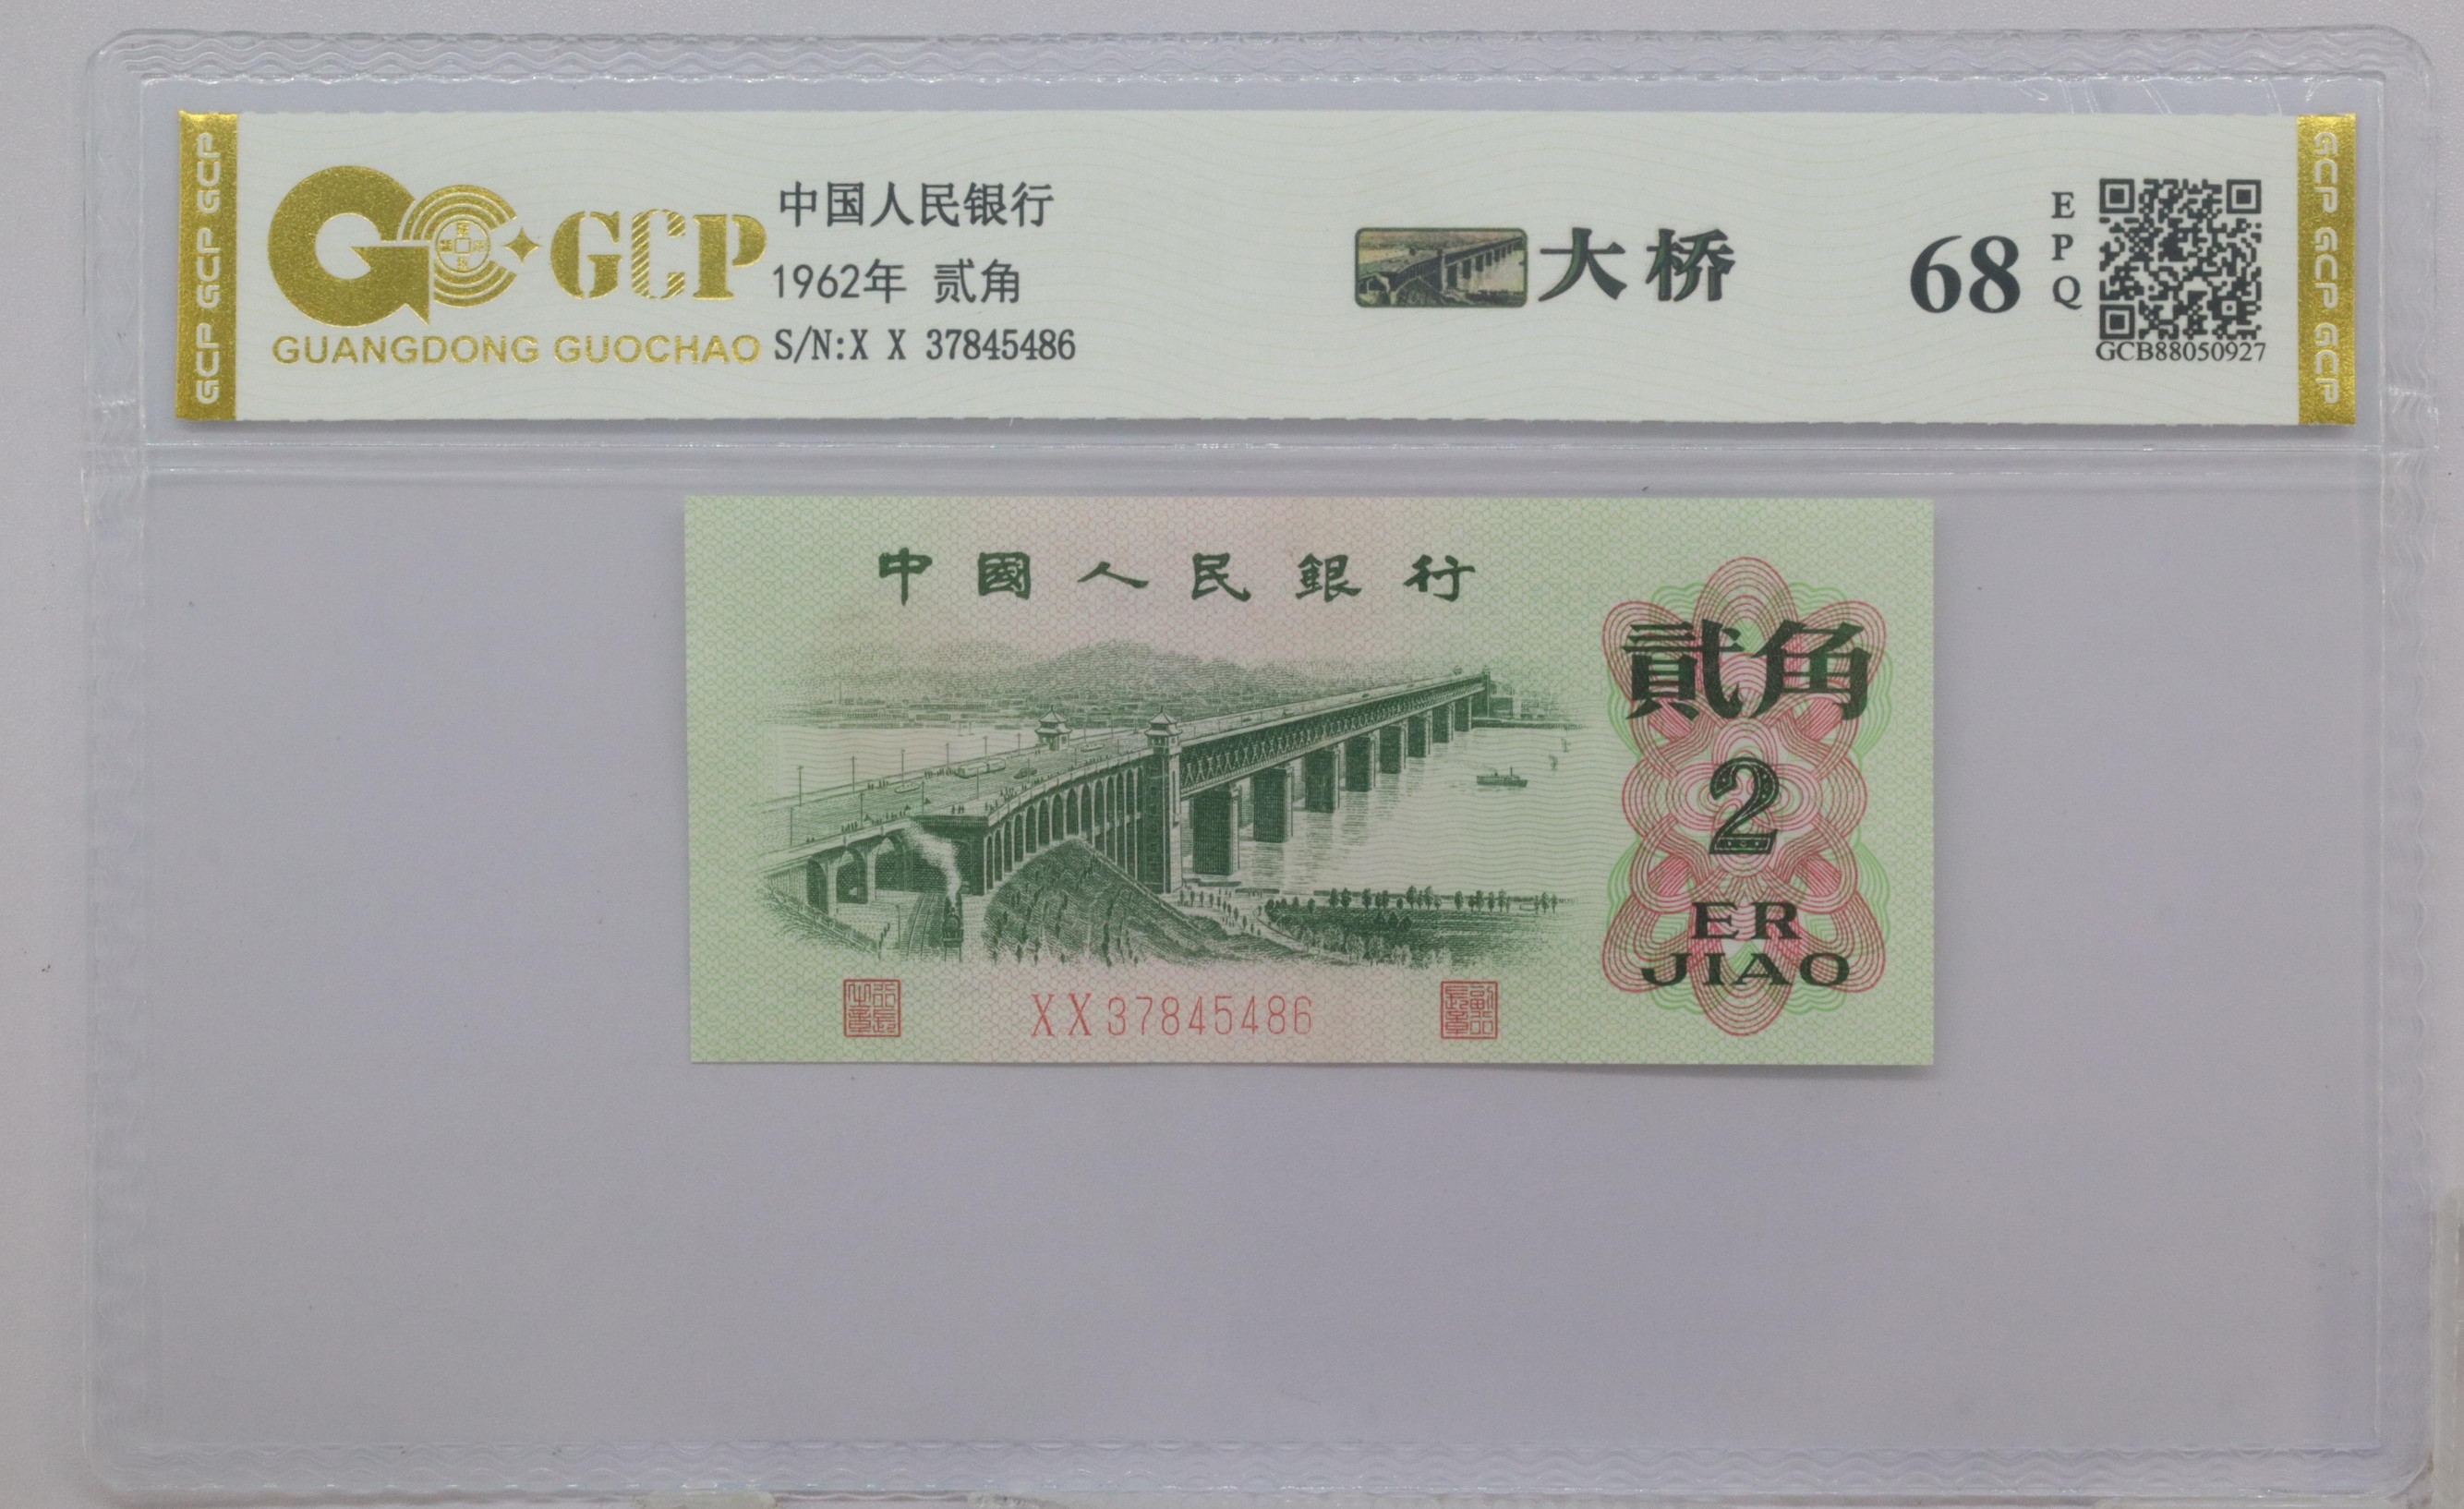 GCP GCP GCP
GCP
GUANGDONG GUOCHAO
中国人民银行
1962年 贰角
S/N:X X 37845486
大桥
68
EPQ
GCB88050927
GCP GCP GCP
中國人民銀行
貳角
2
ER
JIAO
XX37845486